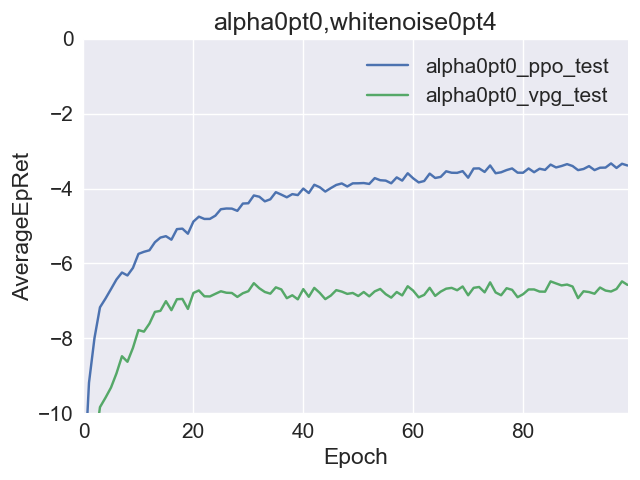 alpha0pt0,whitenoise0pt4
0
−2
−4
−6
−8
−10
AverageEpRet
alpha0pt0_ppo_test
alpha0pt0_vpg_test
0 20 40 60 80
Epoch